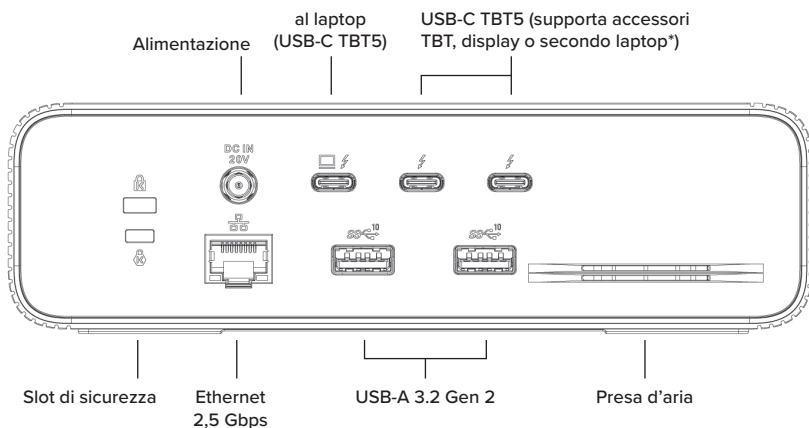 al laptop
(USB-C TBT5)
USB-C TBT5 (supporta accessori
TBT, display o secondo laptop*)
Alimentazione
DC IN
20V
10
10
Slot di sicurezza
Ethernet
2,5 Gbps
USB-A 3.2 Gen 2
Presa d’aria